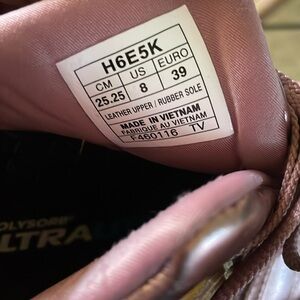 H6E5K
CM US EURO
25.25 8 39
LEATHER UPPER / RUBBER SOLE
MADE IN VIETNAM
FABRIQUE AU VIETNAM
F460116 TV
OLYSORB
LTRA